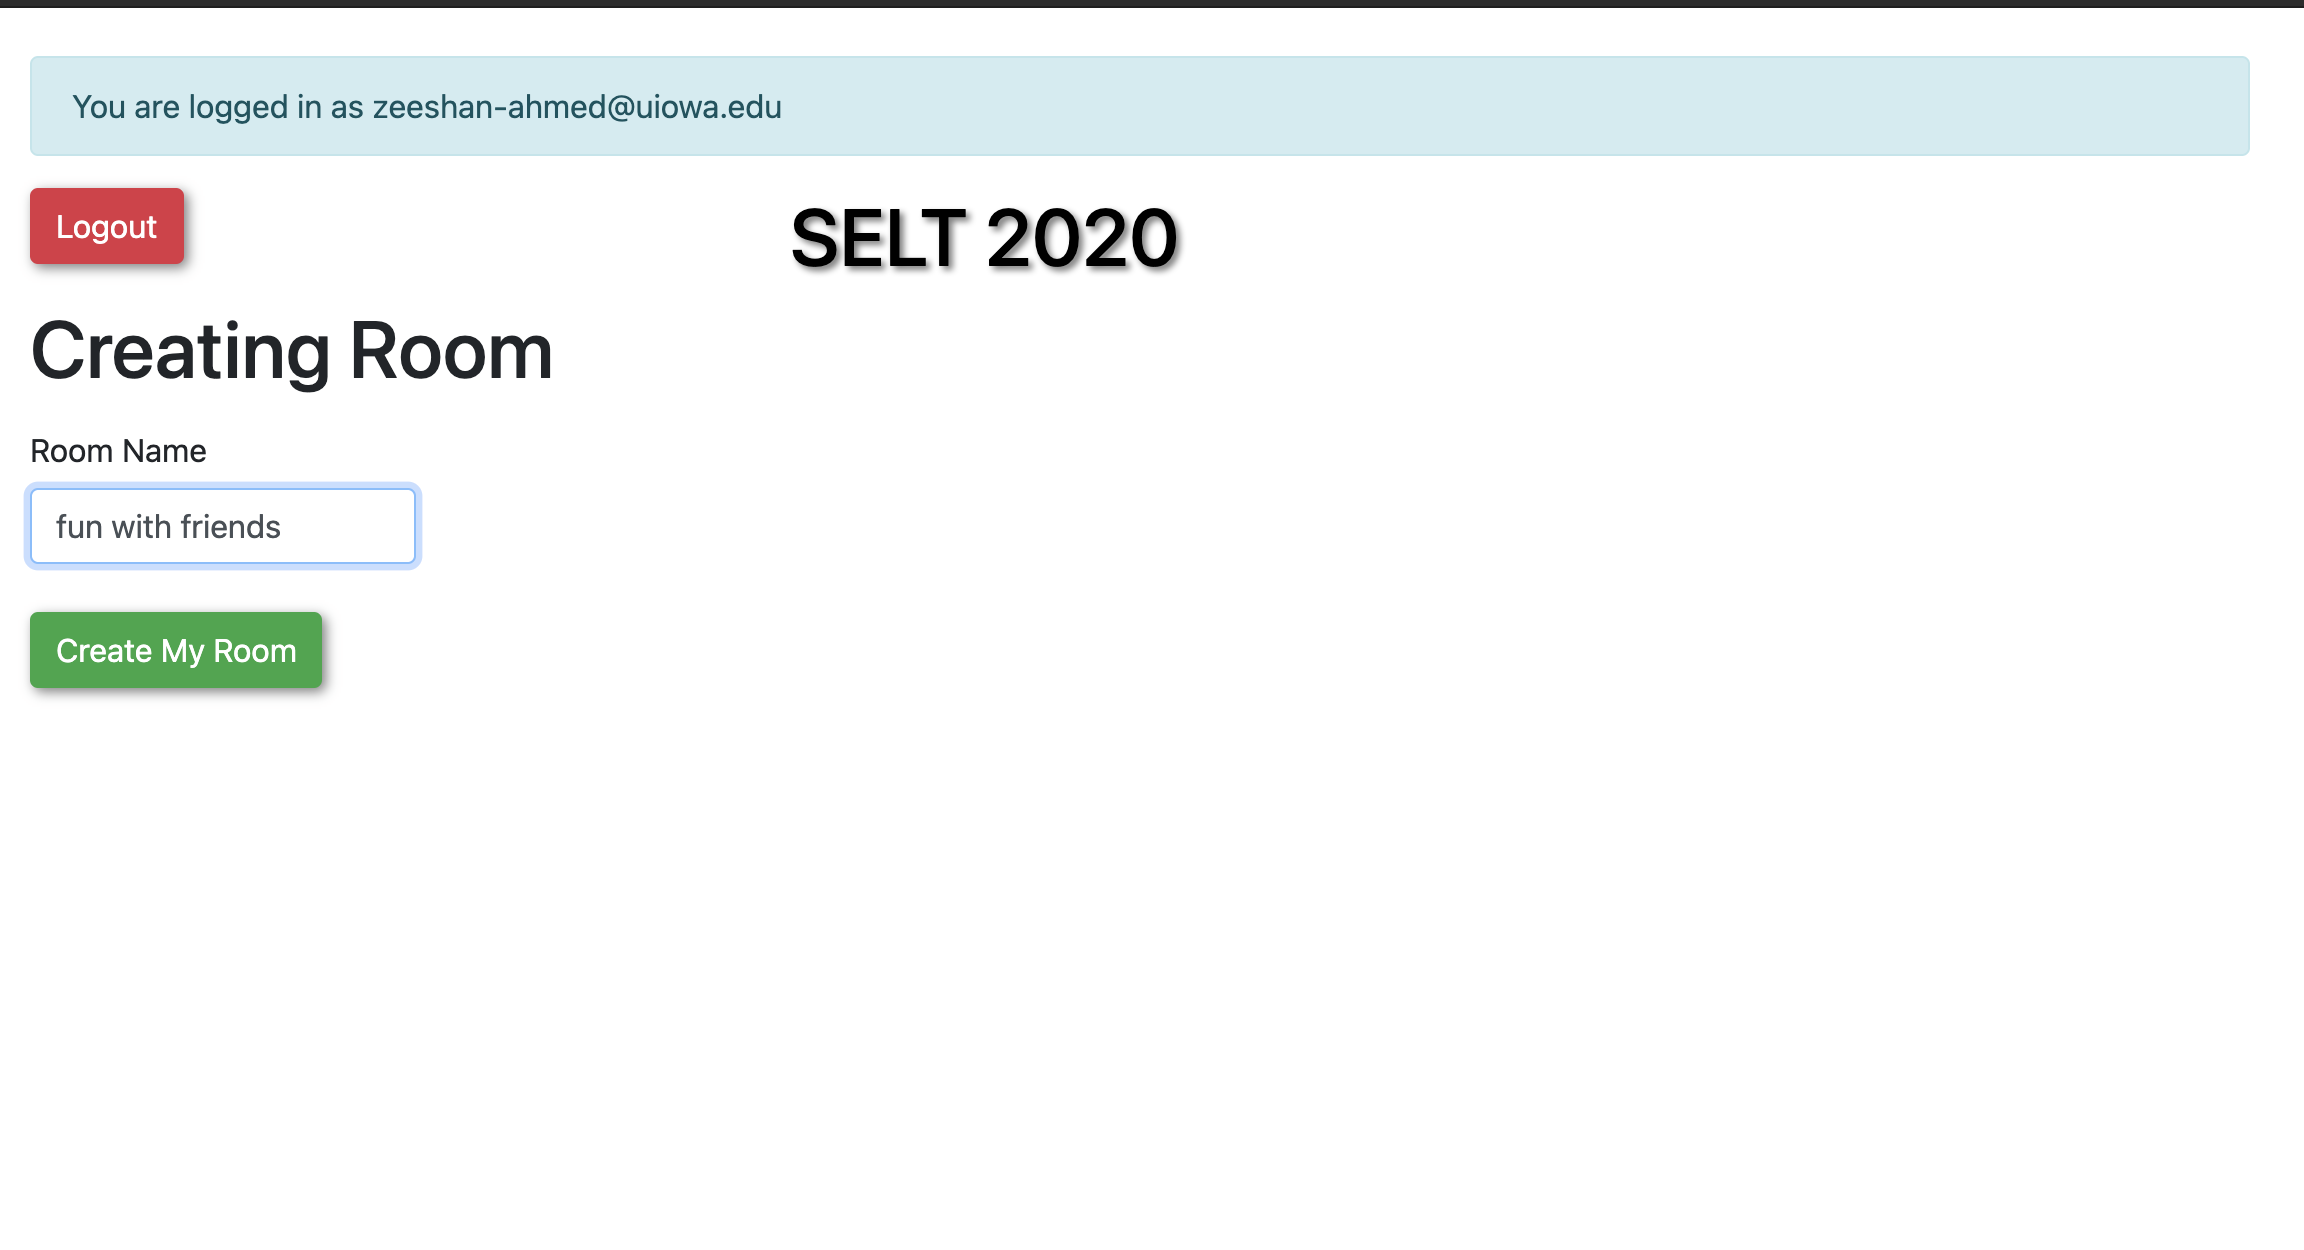 You are logged in as zeeshan-ahmed@uiowa.edu
Logout
SELT 2020
Creating Room
Room Name
fun with friends
Create My Room